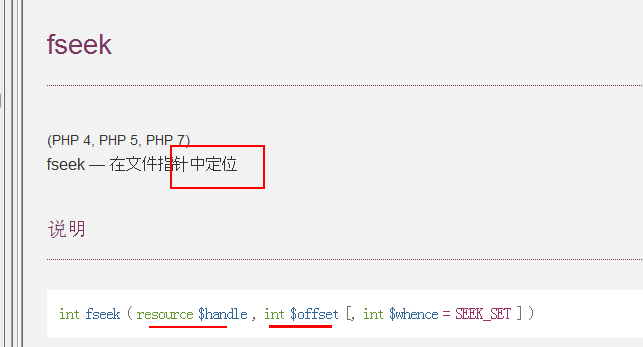 fseek
(PHP 4, PHP 5, PHP 7)
fseek — 在文件指针中定位
说明
int fseek ( resource $handle , int $offset [, int $whence = SEEK_SET ] )